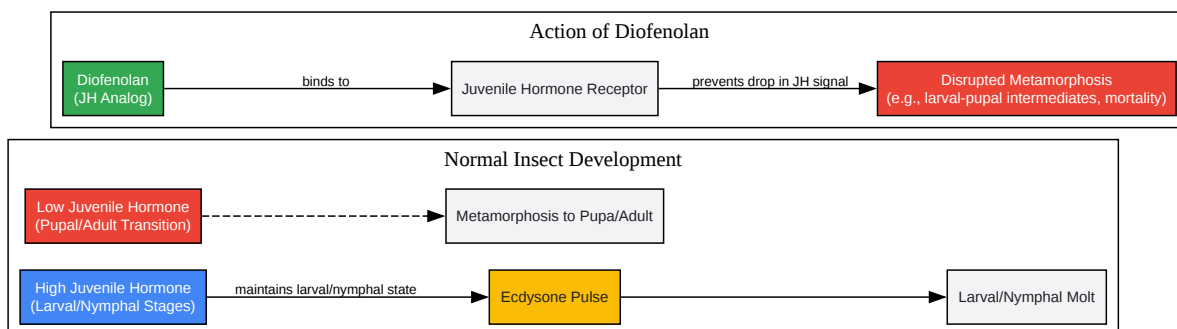 Action of Diofenolan
Diofenolan
(JH Analog)
binds to
Juvenile Hormone Receptor
prevents drop in JH signal
Disrupted Metamorphosis
(e.g., larval-pupal intermediates, mortality)
Normal Insect Development
Low Juvenile Hormone
(Pupal/Adult Transition)
Metamorphosis to Pupa/Adult
High Juvenile Hormone
(Larval/Nymphal Stages)
maintains larval/nymphal state
Ecdysone Pulse
Larval/Nymphal Molt